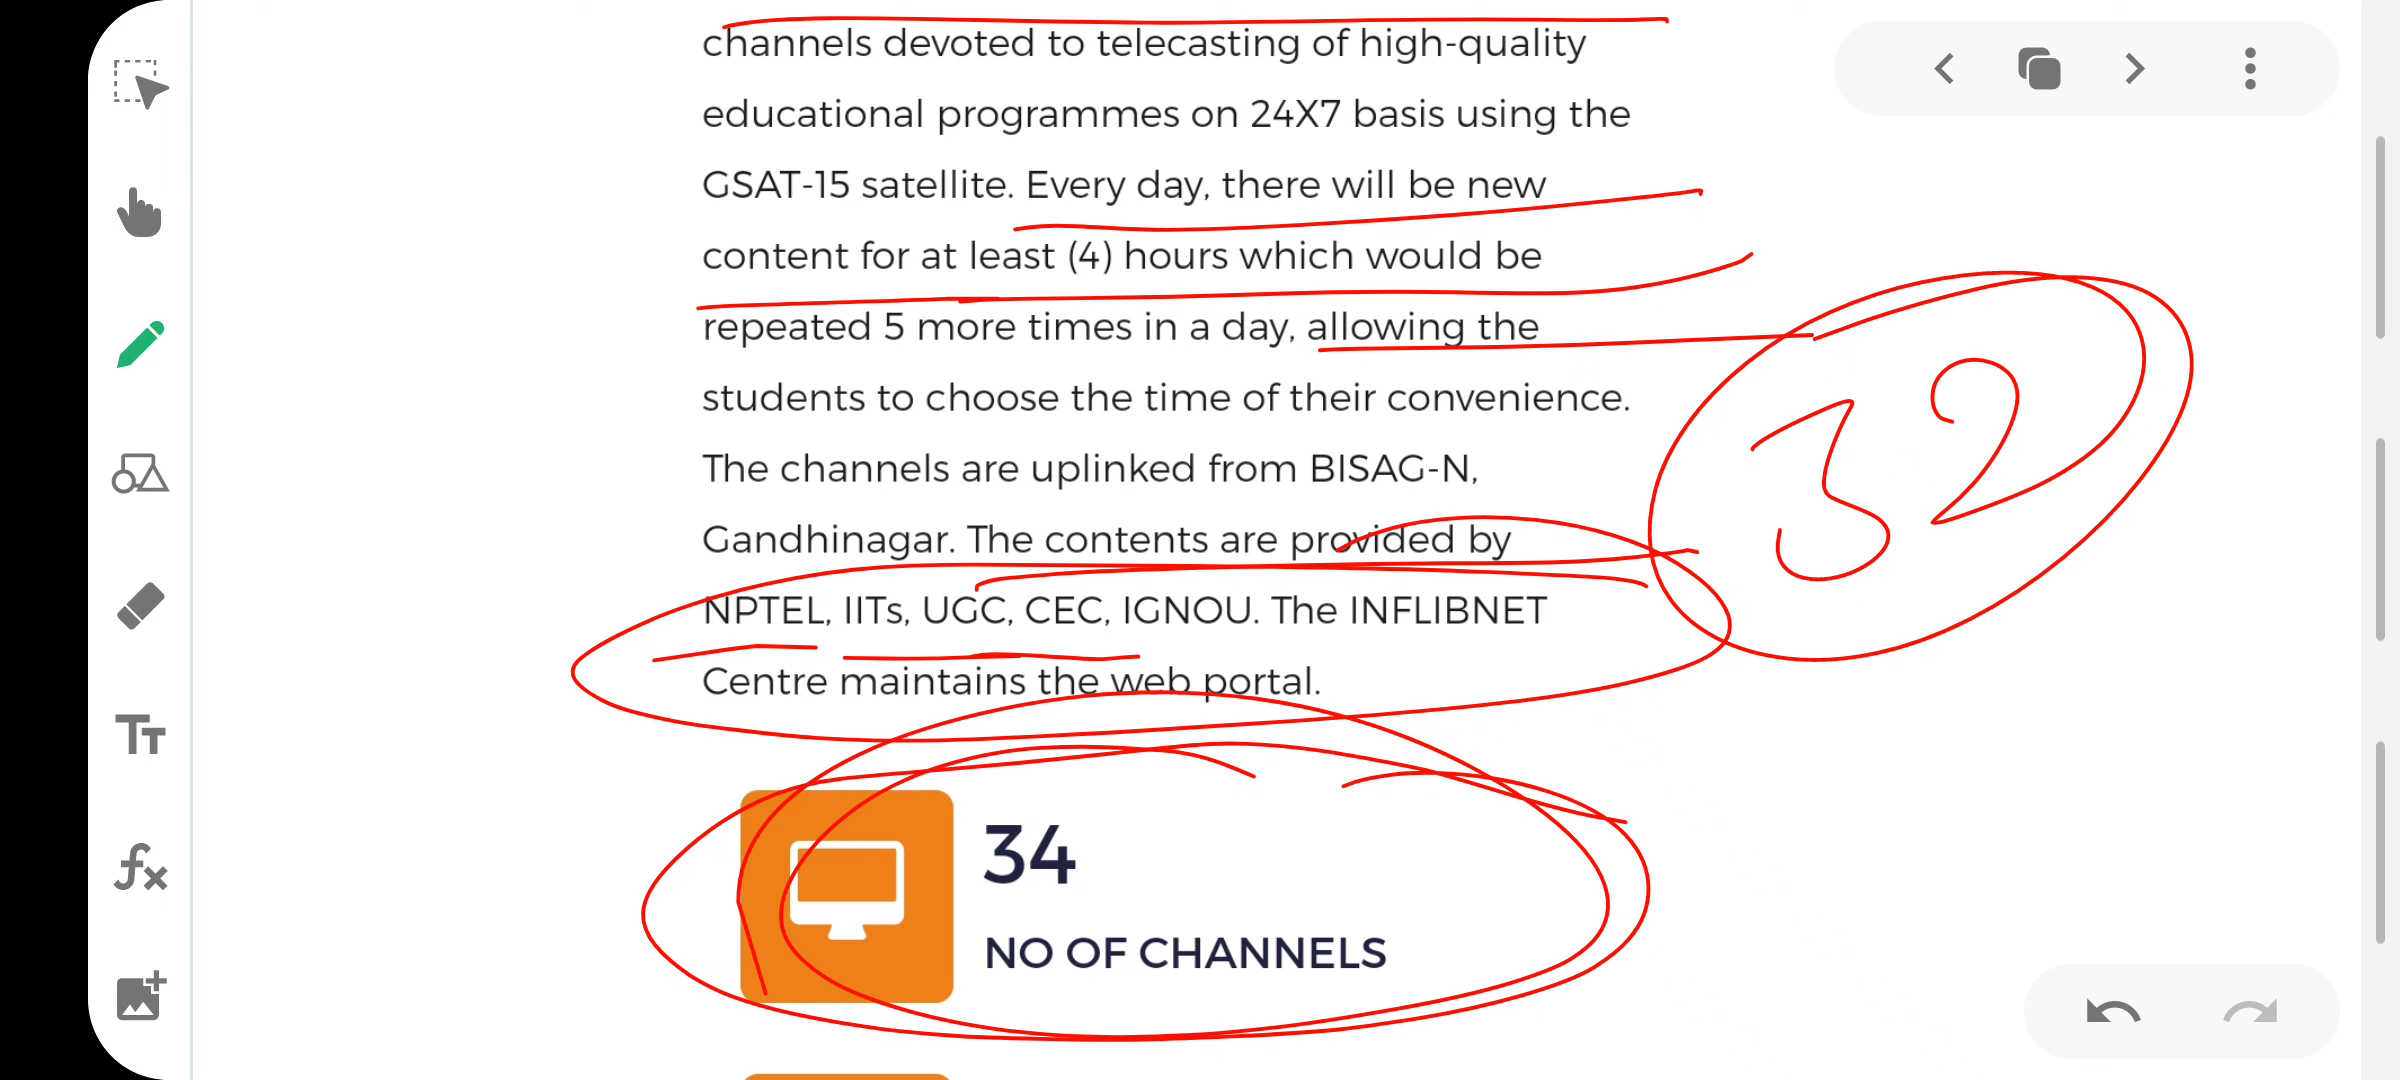 channels devoted to telecasting of high-quality
educational programmes on 24X7 basis using the
GSAT-15 satellite. Every day, there will be new
content for at least (4) hours which would be
repeated 5 more times in a day, allowing the
students to choose the time of their convenience.
The channels are uplinked from BISAG-N,
Gandhinagar. The contents are provided by
NPTEL, IITs, UGC, CEC, IGNOU. The INFLIBNET
Centre maintains the web portal.
32
34
NO OF CHANNELS
TT
fx